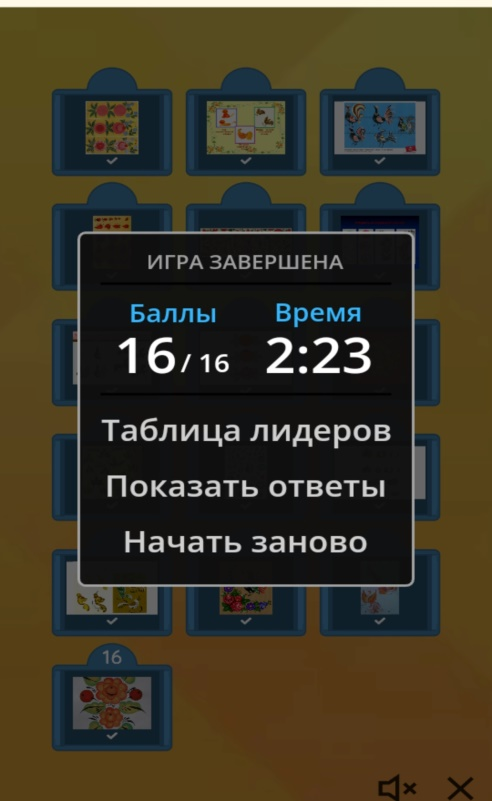 ИГРА ЗАВЕРШЕНА
Баллы
Время
16 / 16
2:23
Таблица лидеров
Показать ответы
Начать заново
16